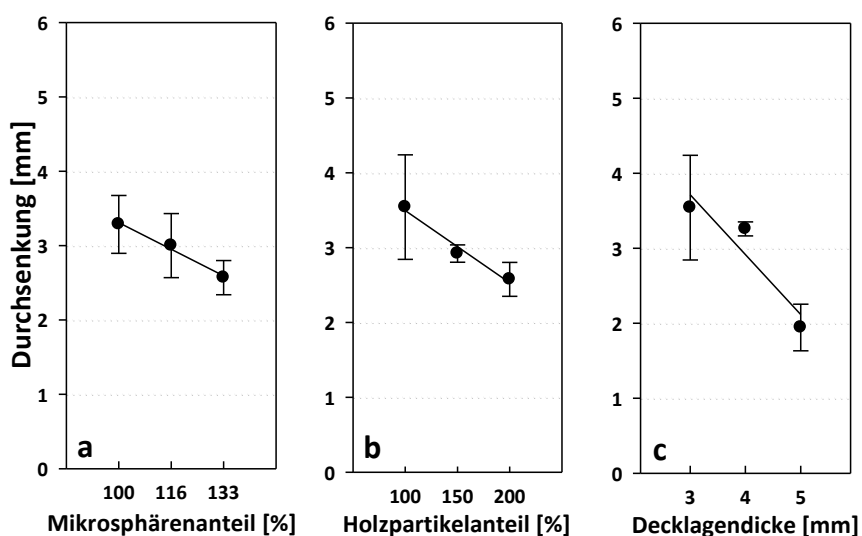 Durchsenkung [mm]
6
5
4
3
2
1
0
a
100 116 133
Mikrosphärenanteil [%]
6
5
4
3
2
1
0
b
100 150 200
Holzpartikelanteil [%]
6
5
4
3
2
1
0
c
3 4 5
Decklagendicke [mm]